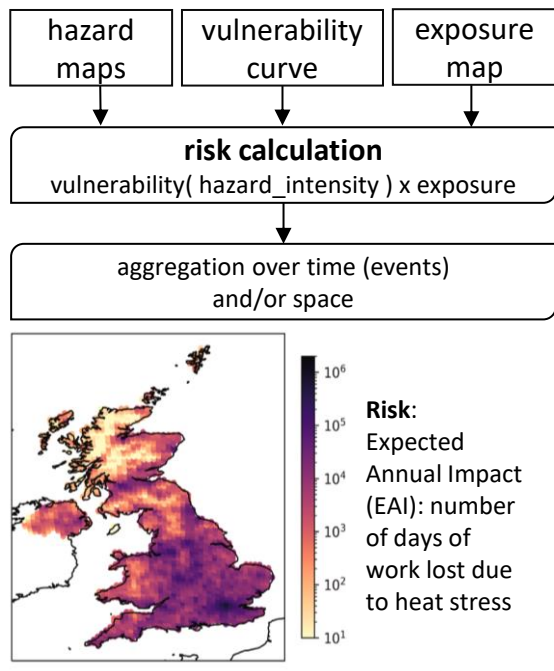 hazard
maps
vulnerability
curve
exposure
map
risk calculation
vulnerability( hazard_intensity ) x exposure
aggregation over time (events)
and/or space
10⁶
10⁵
10⁴
10³
10²
10¹
Risk:
Expected
Annual Impact
(EAI): number
of days of
work lost due
to heat stress